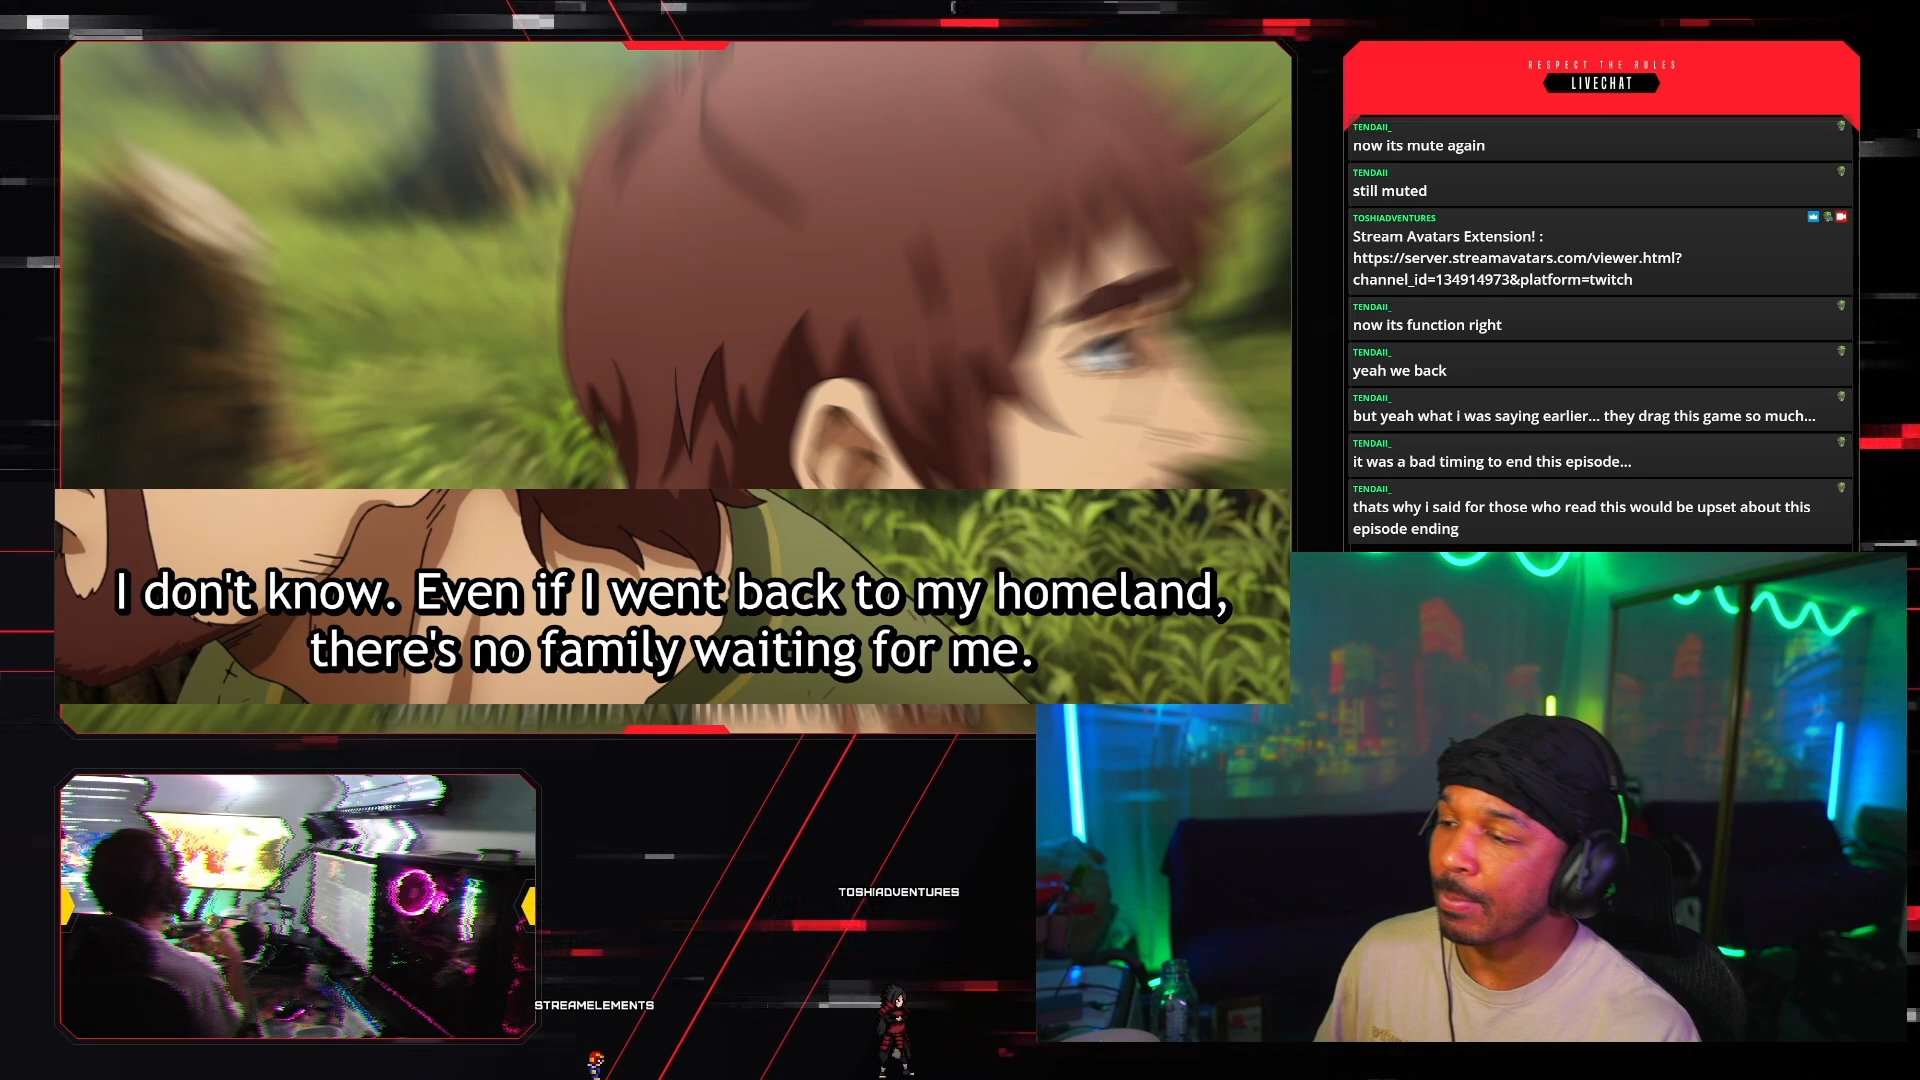 RESPECT THE RULES
LIVECHAT
TENDAII_
now its mute again
TENDAII_
still muted
TOSHIADVENTURES
Stream Avatars Extension! :
https://server.streamavatars.com/viewer.html?
channel_id=134914973&platform=twitch
TENDAII_
now its function right
TENDAII_
yeah we back
TENDAII_
but yeah what i was saying earlier... they drag this game so much...
TENDAII_
it was a bad timing to end this episode...
TENDAII_
thats why i said for those who read this would be upset about this
episode ending
I don't know. Even if I went back to my homeland,
there's no family waiting for me.
TOSHIADVENTURES
STREAMELEMENTS